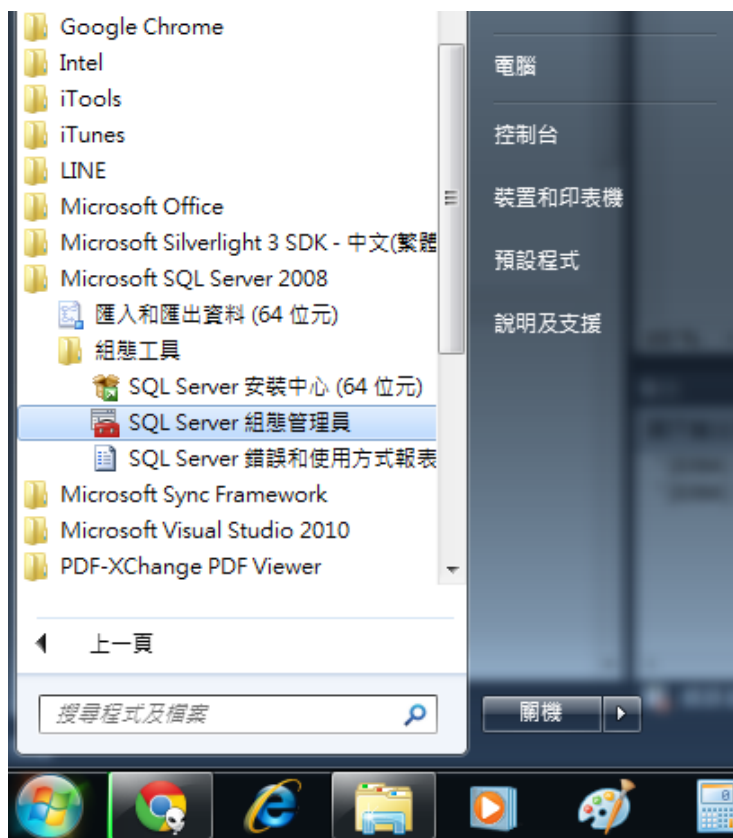 Google Chrome
Intel
iTools
iTunes
LINE
Microsoft Office
Microsoft Silverlight 3 SDK - 中文(繁體
Microsoft SQL Server 2008
匯入和匯出資料 (64 位元)
組態工具
SQL Server 安裝中心 (64 位元)
SQL Server 組態管理員
SQL Server 錯誤和使用方式報表
Microsoft Sync Framework
Microsoft Visual Studio 2010
PDF-XChange PDF Viewer
上一頁
搜尋程式及檔案
電腦
控制台
裝置和印表機
預設程式
說明及支援
關機